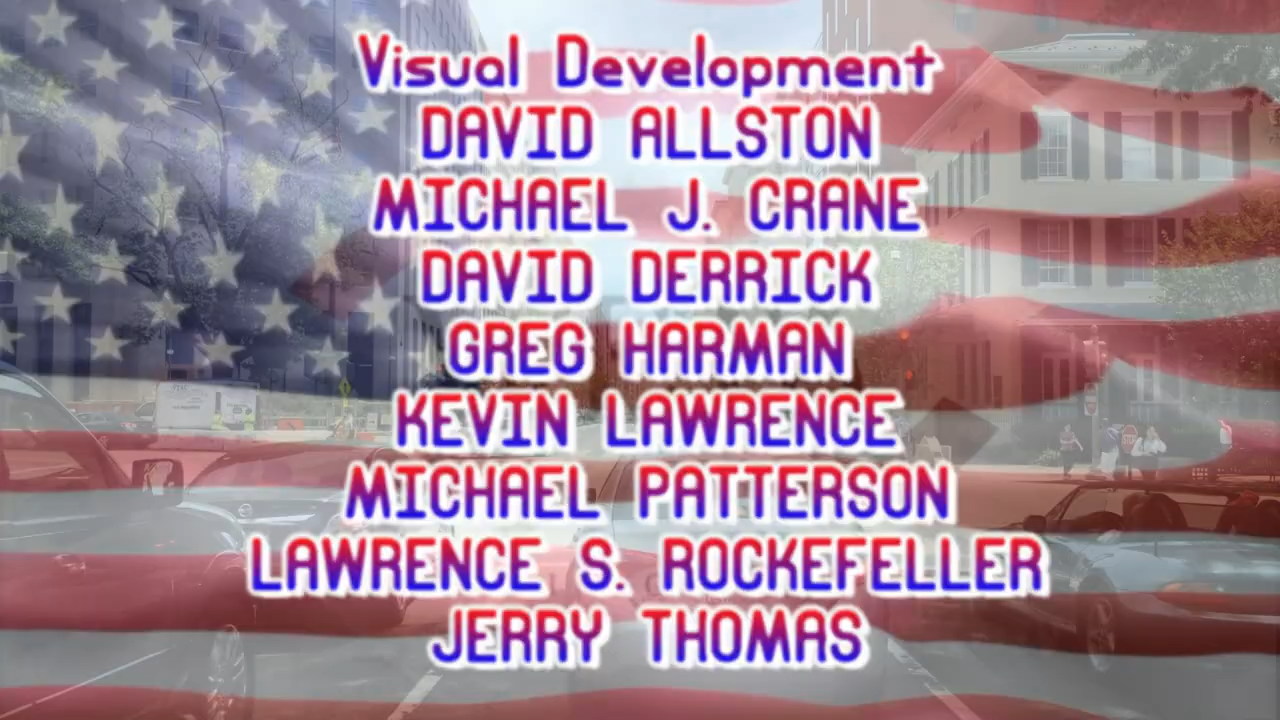 Visual Development
DAVID ALLSTON
MICHAEL J. CRANE
DAVID DERRICK
GREG HARMAN
KEVIN LAWRENCE
MICHAEL PATTERSON
LAWRENCE S. ROCKEFELLER
JERRY THOMAS